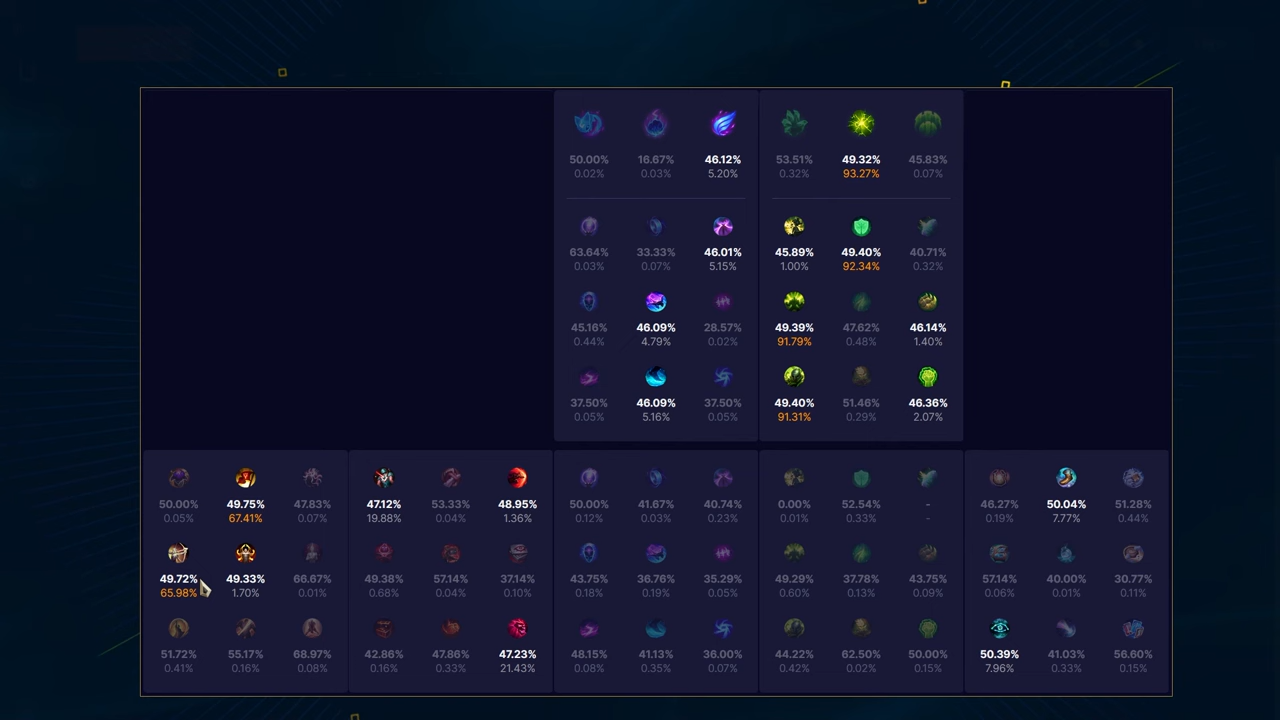 50.00% 16.67% 46.12% 53.51% 49.32% 45.83%
0.02% 0.03% 5.20% 0.32% 93.27% 0.07%
63.64% 33.33% 46.01% 45.89% 49.40% 40.71%
0.03% 0.07% 5.15% 1.00% 92.34% 0.32%
45.16% 46.09% 28.57% 49.39% 47.62% 46.14%
0.44% 4.79% 0.02% 91.79% 0.48% 1.40%
37.50% 46.09% 37.50% 49.40% 51.46% 46.36%
0.05% 5.16% 0.05% 91.31% 0.29% 2.07%
50.00% 49.75% 47.83% 47.12% 53.33% 48.95% 50.00% 41.67% 40.74% 0.00% 52.54% - 46.27% 50.04% 51.28%
0.05% 67.41% 0.07% 19.88% 0.04% 1.36% 0.12% 0.03% 0.23% 0.01% 0.33% - 0.19% 7.77% 0.44%
49.72% 49.33% 66.67% 49.38% 57.14% 37.14% 43.75% 36.76% 35.29% 49.29% 37.78% 43.75% 57.14% 40.00% 30.77%
65.98% 1.70% 0.01% 0.68% 0.04% 0.10% 0.18% 0.19% 0.05% 0.60% 0.13% 0.09% 0.06% 0.01% 0.11%
51.72% 55.17% 68.97% 42.86% 47.86% 47.23% 48.15% 41.13% 36.00% 44.22% 62.50% 50.00% 50.39% 41.03% 56.60%
0.41% 0.16% 0.08% 0.16% 0.33% 21.43% 0.08% 0.35% 0.07% 0.42% 0.02% 0.15% 7.96% 0.33% 0.15%